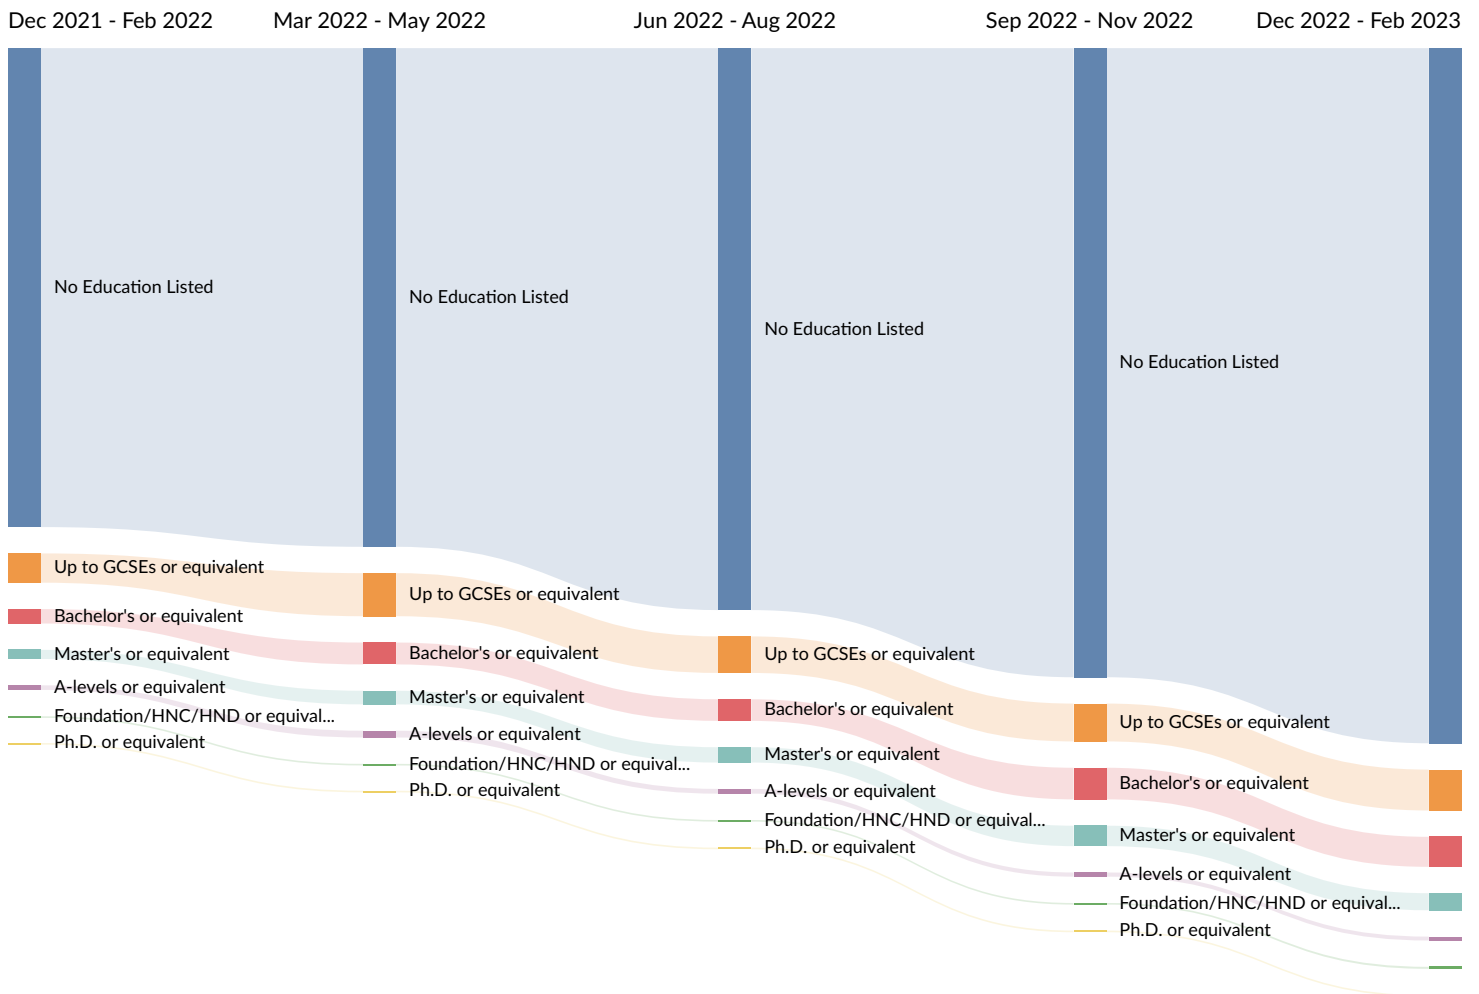 Dec 2021 - Feb 2022
Mar 2022 - May 2022
Jun 2022 - Aug 2022
Sep 2022 - Nov 2022
Dec 2022 - Feb 2023
No Education Listed
Up to GCSEs or equivalent
Bachelor's or equivalent
Master's or equivalent
A-levels or equivalent
Foundation/HNC/HND or equival...
Ph.D. or equivalent
No Education Listed
Up to GCSEs or equivalent
Bachelor's or equivalent
Master's or equivalent
A-levels or equivalent
Foundation/HNC/HND or equival...
Ph.D. or equivalent
No Education Listed
Up to GCSEs or equivalent
Bachelor's or equivalent
Master's or equivalent
A-levels or equivalent
Foundation/HNC/HND or equival...
Ph.D. or equivalent
No Education Listed
Up to GCSEs or equivalent
Bachelor's or equivalent
Master's or equivalent
A-levels or equivalent
Foundation/HNC/HND or equival...
Ph.D. or equivalent